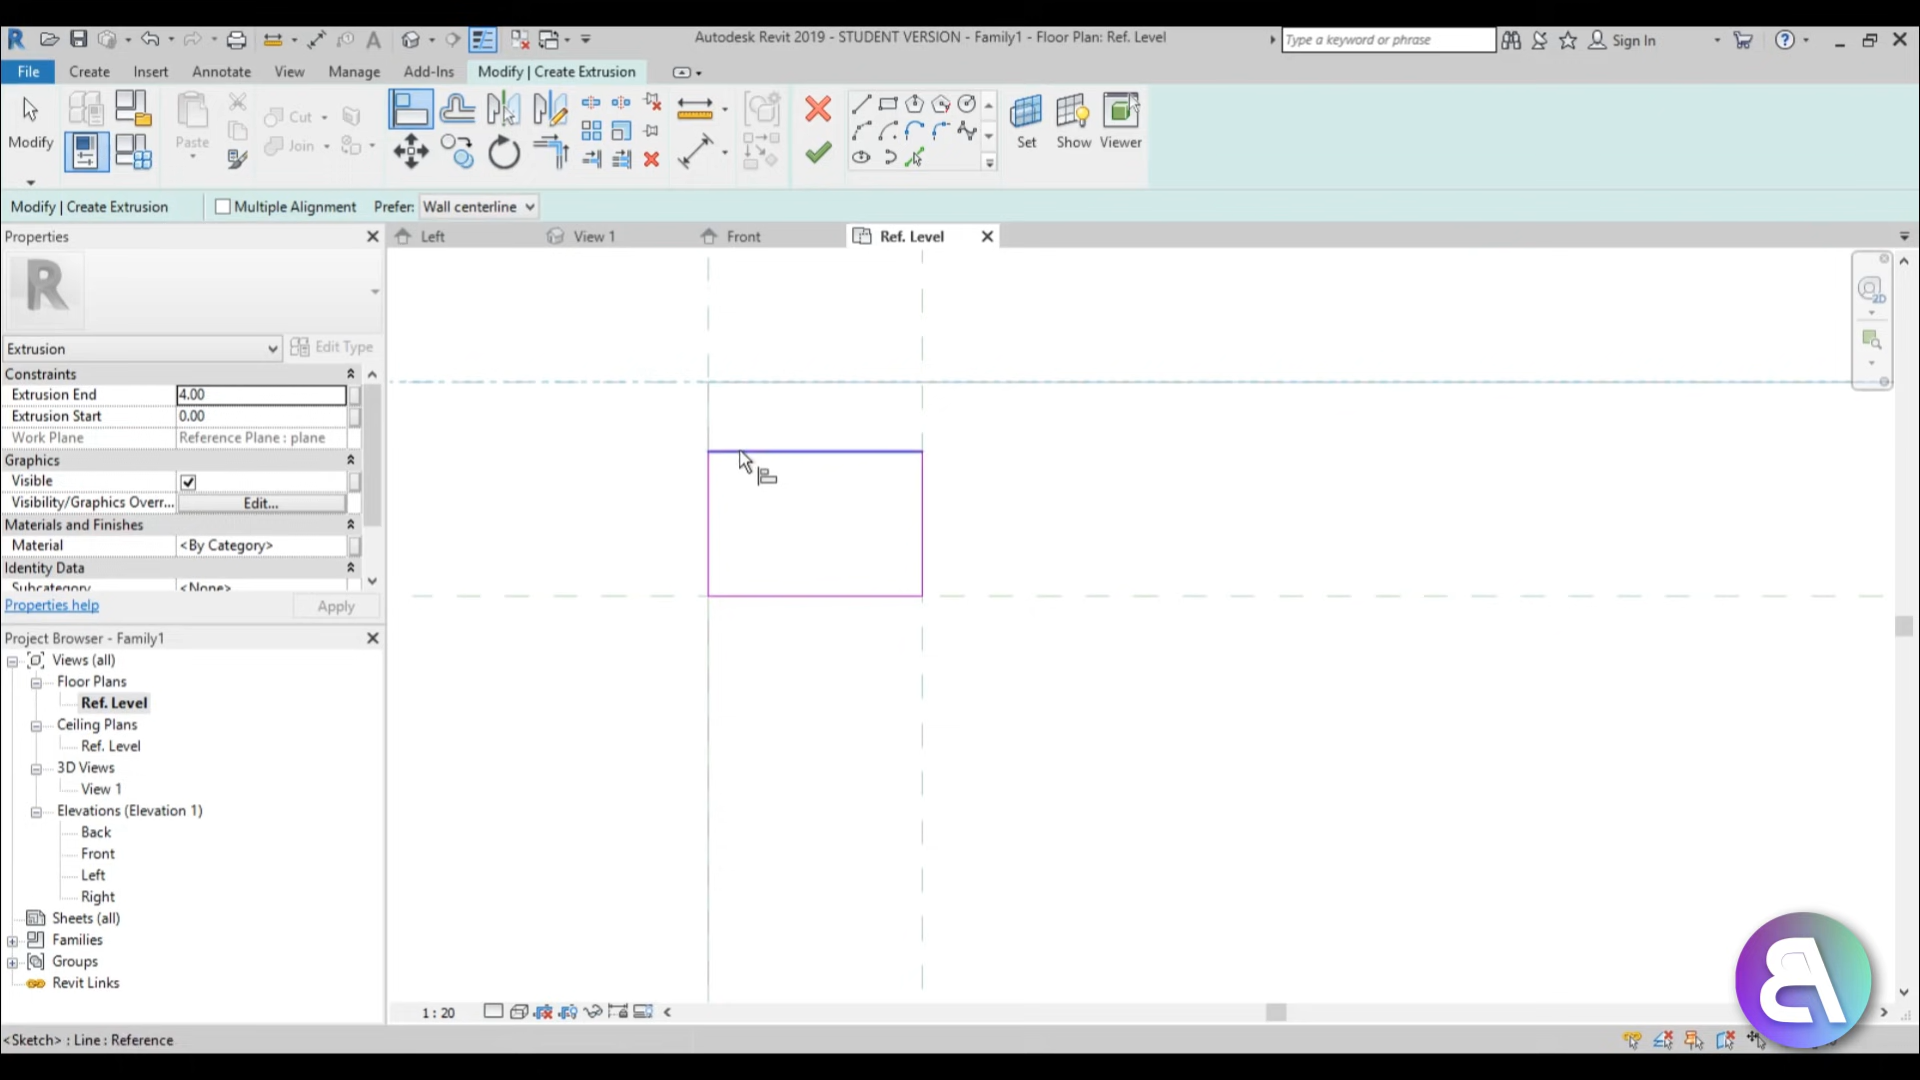 Autodesk Revit 2019 - STUDENT VERSION - Family1 - Floor Plan: Ref. Level
Type a keyword or phrase
Sign In
File
Create
Insert
Annotate
View
Manage
Add-Ins
Modify | Create Extrusion
Modify
Paste
Cut
Join
Set
Show
Viewer
Modify | Create Extrusion
Multiple Alignment
Prefer:
Wall centerline
Properties
Left
View 1
Front
Ref. Level
2D
Extrusion
Edit Type
Constraints
Extrusion End 4.00
Extrusion Start 0.00
Work Plane Reference Plane : plane
Graphics
Visible
Visibility/Graphics Overr... Edit...
Materials and Finishes
Material <By Category>
Identity Data
Subcategory <None>
Properties help
Apply
Project Browser - Family1
Views (all)
Floor Plans
Ref. Level
Ceiling Plans
Ref. Level
3D Views
View 1
Elevations (Elevation 1)
Back
Front
Left
Right
Sheets (all)
Families
Groups
Revit Links
1 : 20
<Sketch> : Line : Reference